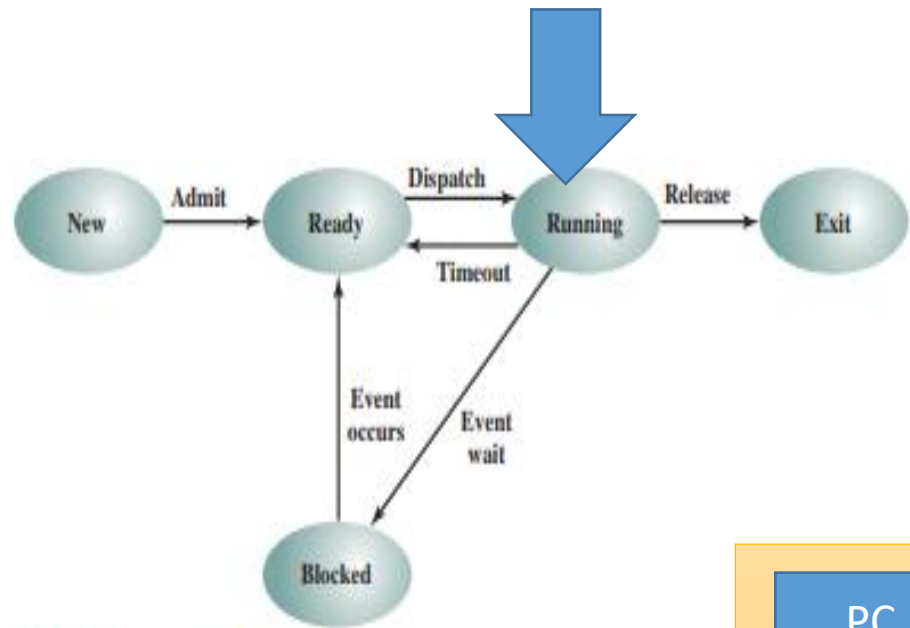 Dispatch
Admit
Release
New
Ready
Running
Exit
Timeout
Event
occurs
Event
wait
Blocked
PC